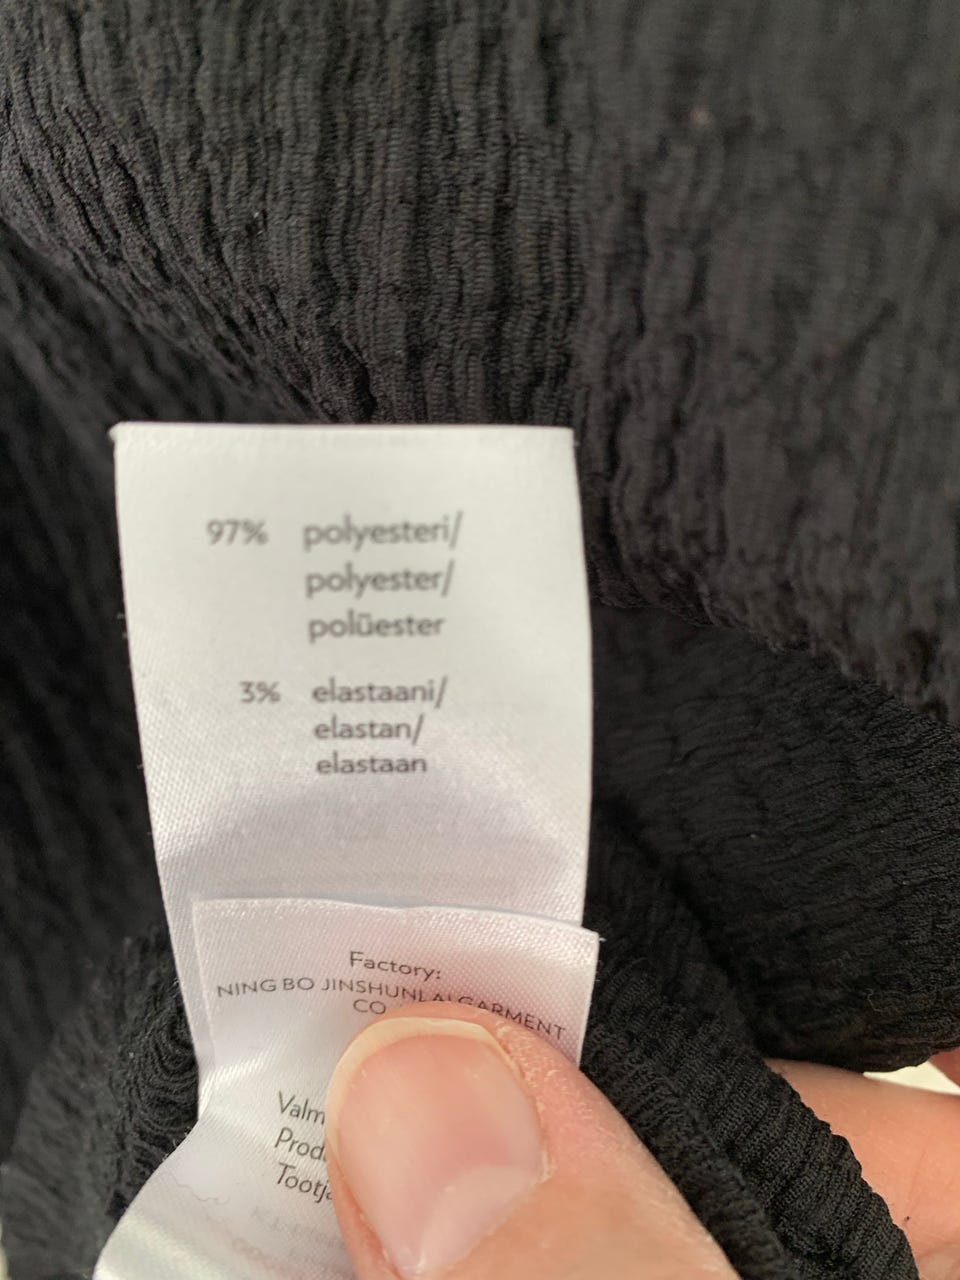 97% polyesteri/
polyester/
polüester
3% elastaani/
elastan/
elastaan
Factory:
NING BO JINSHUNLAI GARMENT
CO
Valm
Prod
Tootja